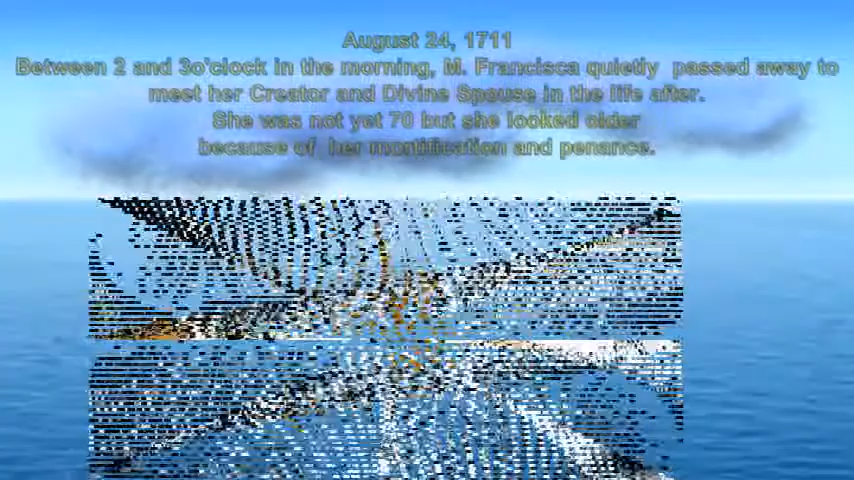 August 24, 1711
Between 2 and 3o'clock in the morning, M. Francisca quietly passed away to
meet her Creator and Divine Spouse in the life after.
She was not yet 70 but she looked older
because of her mortification and penance.